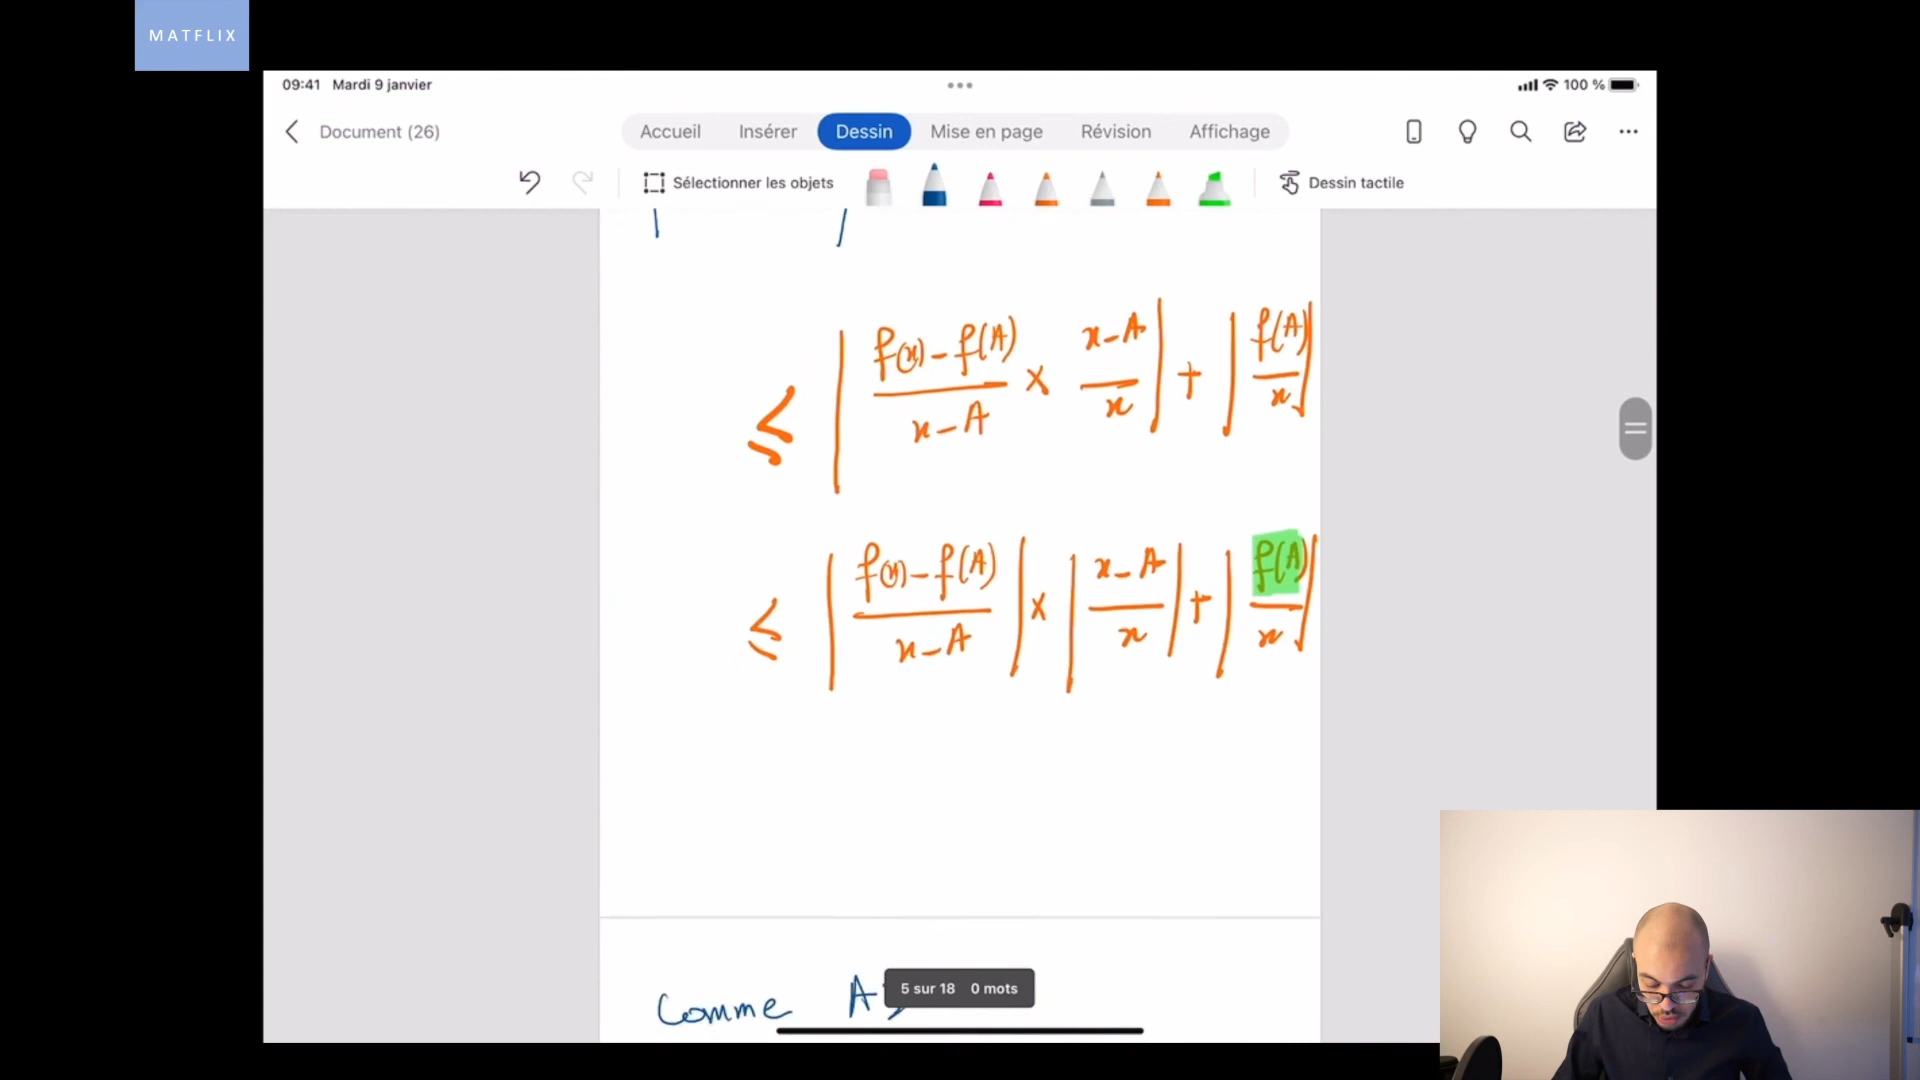 MATFLIX
09:41 Mardi 9 janvier
100 %
Document (26)
Accueil Insérer Dessin Mise en page Révision Affichage
Sélectionner les objets
Dessin tactile
≤ | (f(x) - f(A))/(x - A) × (x - A)/x | + | f(A)/x |
≤ | (f(x) - f(A))/(x - A) | × | (x - A)/x | + | f(A)/x |
Comme A
5 sur 18 0 mots